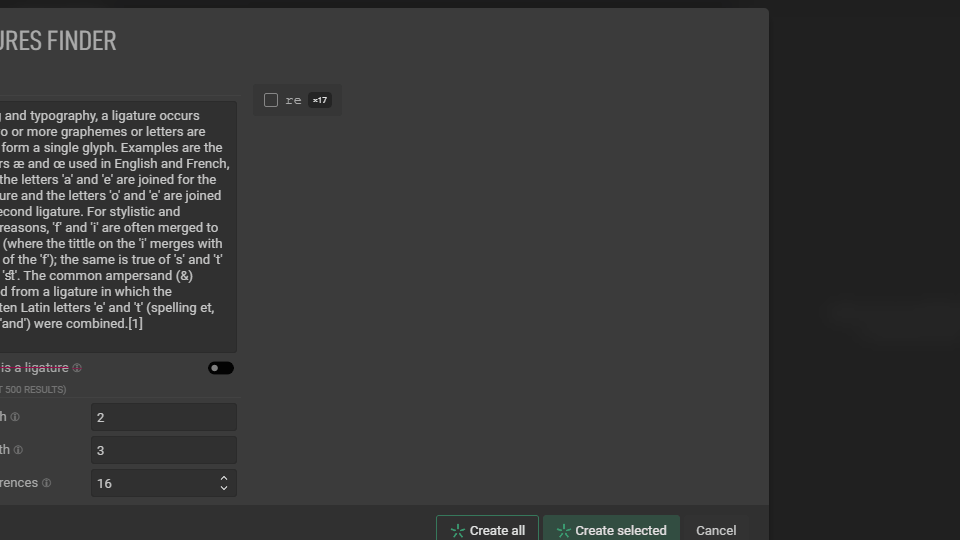 URES FINDER
re ×17
g and typography, a ligature occurs
o or more graphemes or letters are
form a single glyph. Examples are the
rs æ and œ used in English and French,
the letters 'a' and 'e' are joined for the
ure and the letters 'o' and 'e' are joined
econd ligature. For stylistic and
reasons, 'f' and 'i' are often merged to
(where the tittle on the 'i' merges with
of the 'f'); the same is true of 's' and 't'
'st'. The common ampersand (&)
d from a ligature in which the
ten Latin letters 'e' and 't' (spelling et,
'and') were combined.[1]
is a ligature
T 500 RESULTS)
h 2
th 3
rences 16
Create all Create selected Cancel